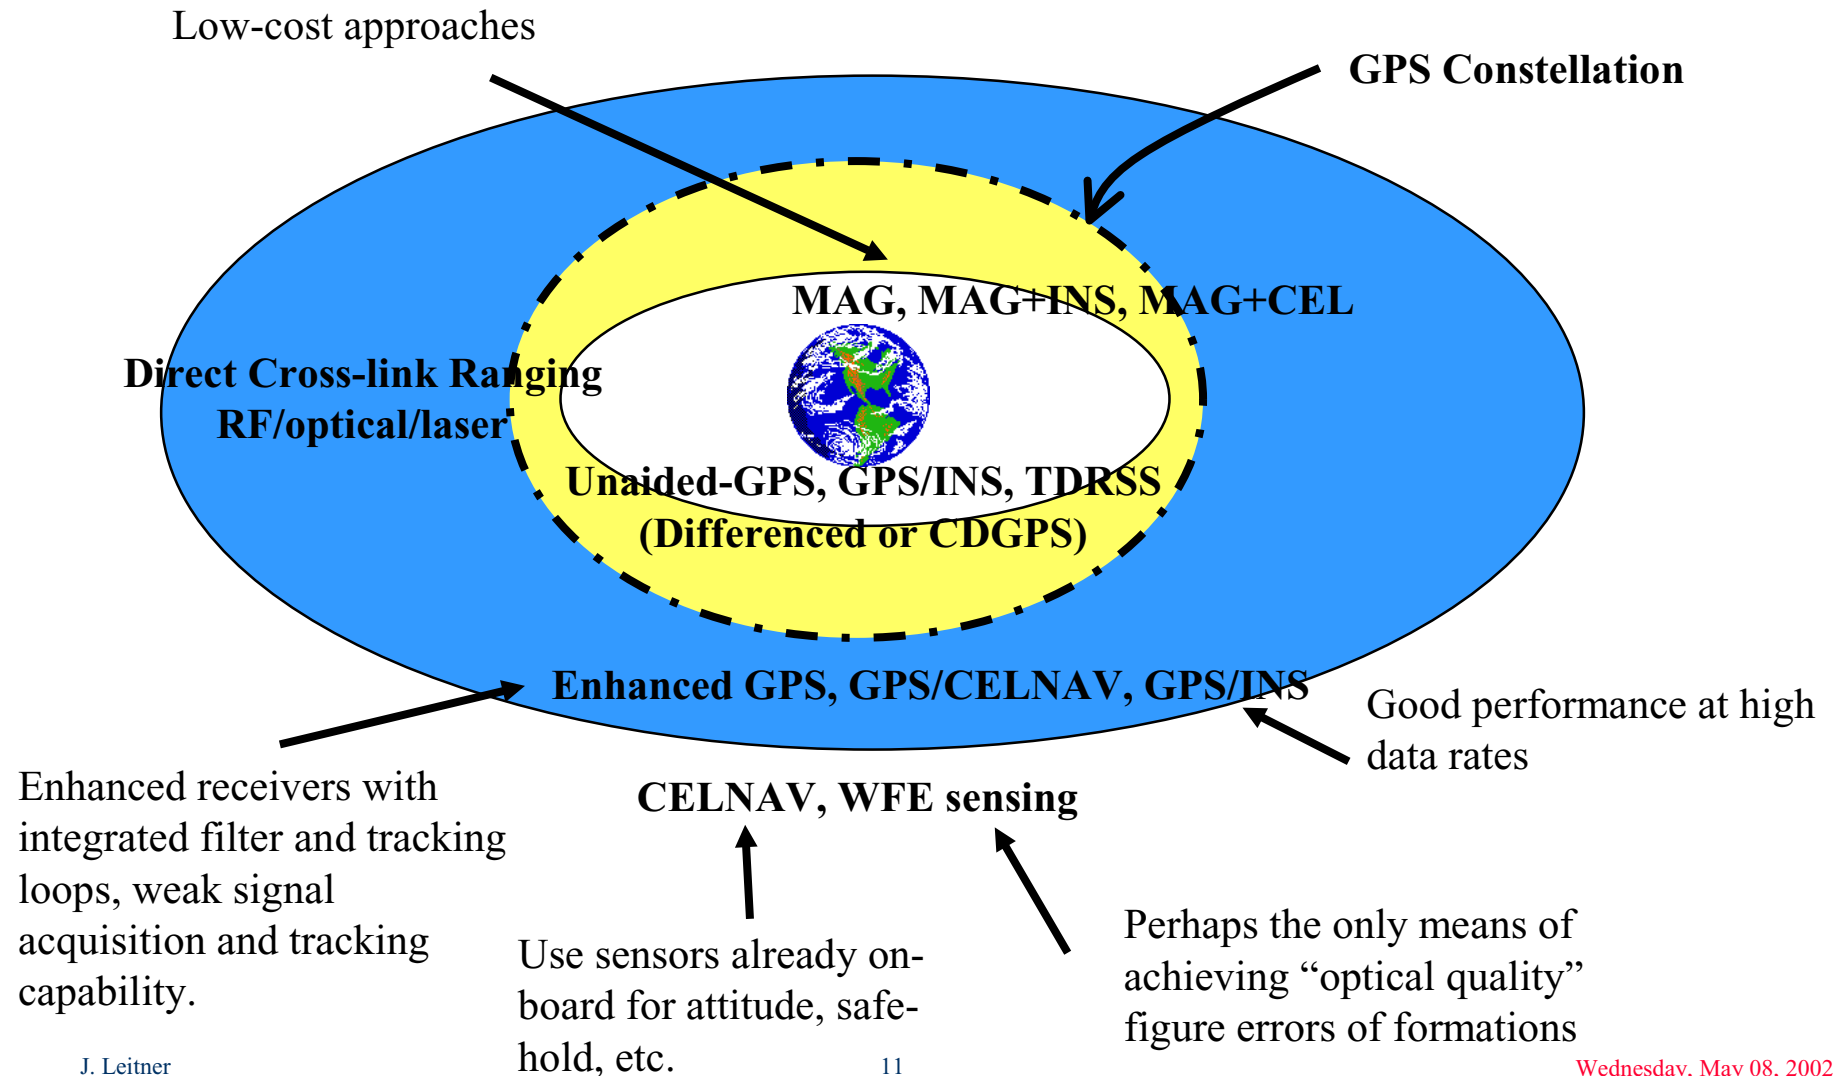 Low-cost approaches
GPS Constellation
MAG, MAG+INS, MAG+CEL
Direct Cross-link Ranging
RF/optical/laser
Unaided-GPS, GPS/INS, TDRSS
(Differenced or CDGPS)
Enhanced GPS, GPS/CELNAV, GPS/INS
Good performance at high
data rates
Enhanced receivers with
integrated filter and tracking
loops, weak signal
acquisition and tracking
capability.
CELNAV, WFE sensing
Use sensors already on-
board for attitude, safe-
hold, etc.
Perhaps the only means of
achieving “optical quality”
figure errors of formations
J. Leitner
11
Wednesday, May 08, 2002